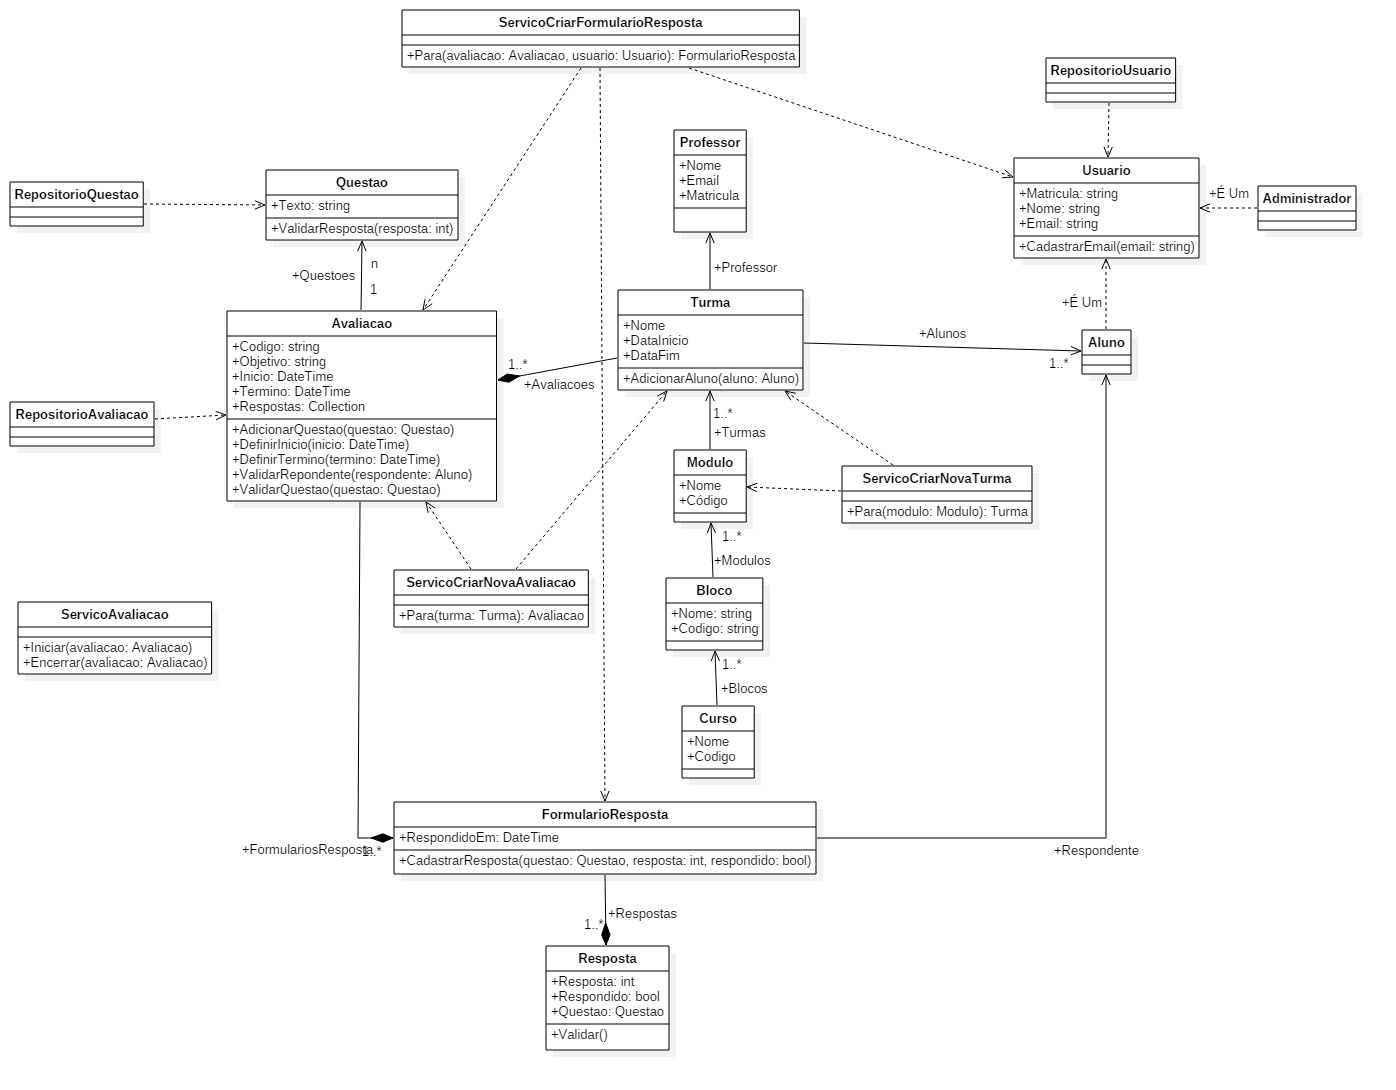 ServicoCriarFormularioResposta
+Para(avaliacao: Avaliacao, usuario: Usuario): FormularioResposta
RepositorioUsuario
Professor
+Nome
+Email
+Matricula
Usuario
+Matricula: string
+Nome: string
+Email: string
+CadastrarEmail(email: string)
+É Um
Administrador
RepositorioQuestao
Questao
+Texto: string
+ValidarResposta(resposta: int)
+Questoes
n
1
+Professor
+É Um
Turma
+Nome
+DataInicio
+DataFim
+AdicionarAluno(aluno: Aluno)
+Alunos
1..*
Aluno
Avaliacao
+Codigo: string
+Objetivo: string
+Inicio: DateTime
+Termino: DateTime
+Respostas: Collection
+AdicionarQuestao(questao: Questao)
+DefinirInicio(inicio: DateTime)
+DefinirTermino(termino: DateTime)
+ValidarRepondente(respondente: Aluno)
+ValidarQuestao(questao: Questao)
1..*
+Avaliacoes
RepositorioAvaliacao
1..*
+Turmas
Modulo
+Nome
+Código
ServicoCriarNovaTurma
+Para(modulo: Modulo): Turma
1..*
+Modulos
ServicoCriarNovaAvaliacao
+Para(turma: Turma): Avaliacao
Bloco
+Nome: string
+Codigo: string
ServicoAvaliacao
+Iniciar(avaliacao: Avaliacao)
+Encerrar(avaliacao: Avaliacao)
1..*
+Blocos
Curso
+Nome
+Codigo
FormularioResposta
+RespondidoEm: DateTime
+CadastrarResposta(questao: Questao, resposta: int, respondido: bool)
+FormulariosResposta
1..*
+Respondente
+Respostas
1..*
Resposta
+Resposta: int
+Respondido: bool
+Questao: Questao
+Validar()